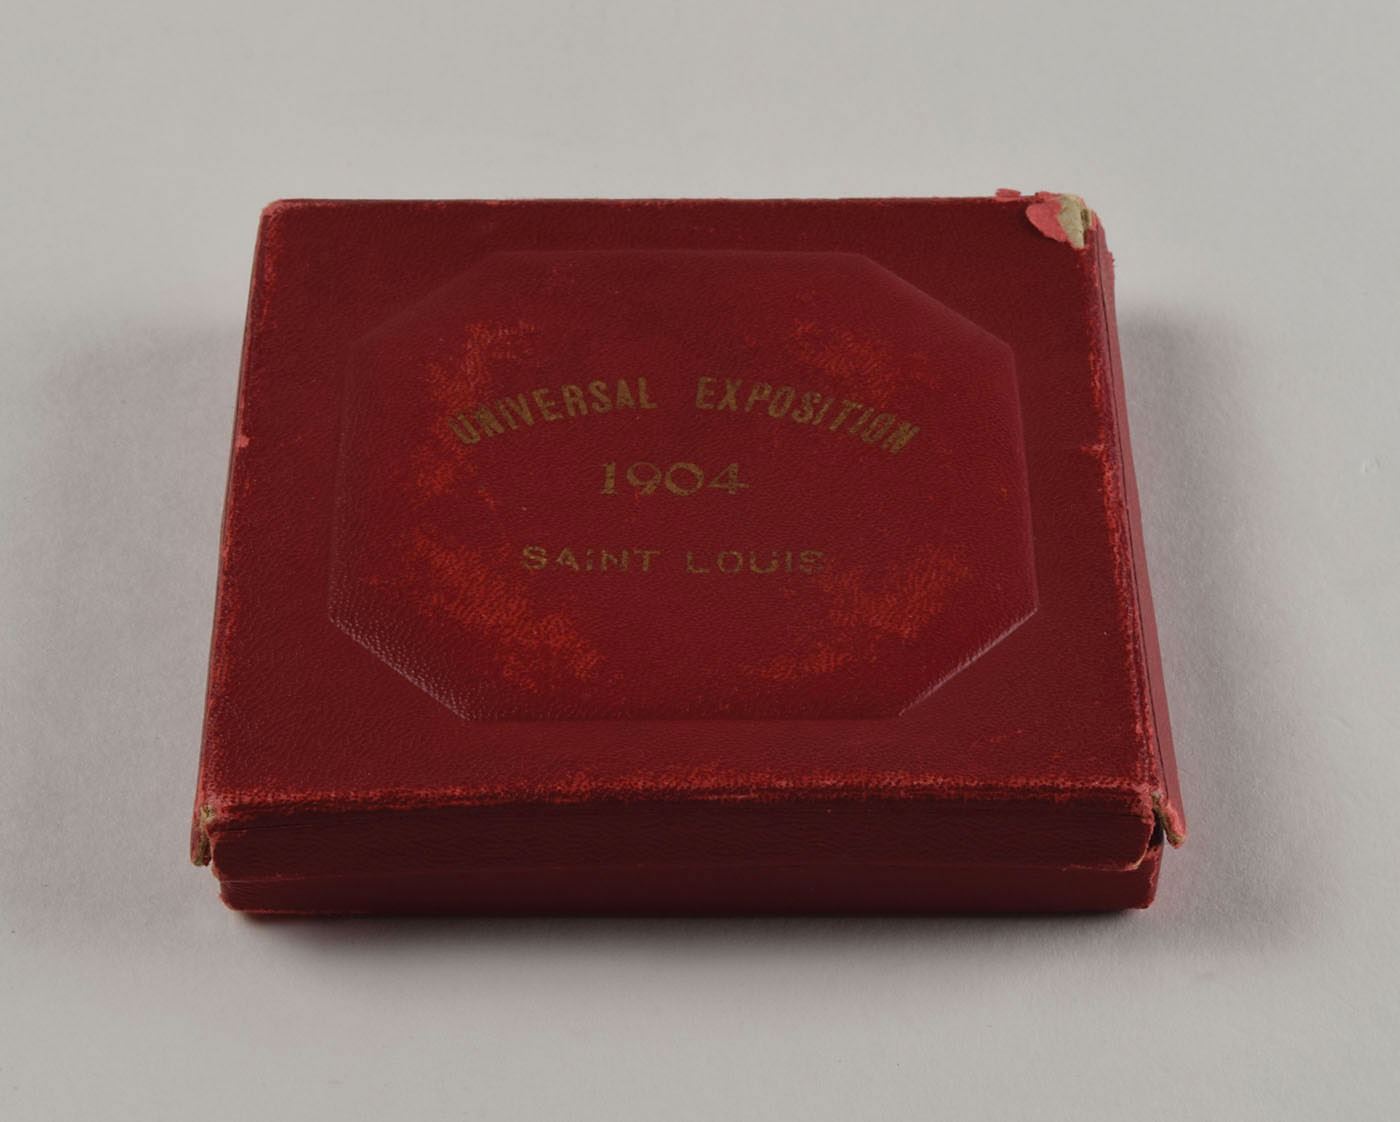 UNIVERSAL EXPOSITION
1904
SAINT LOUIS